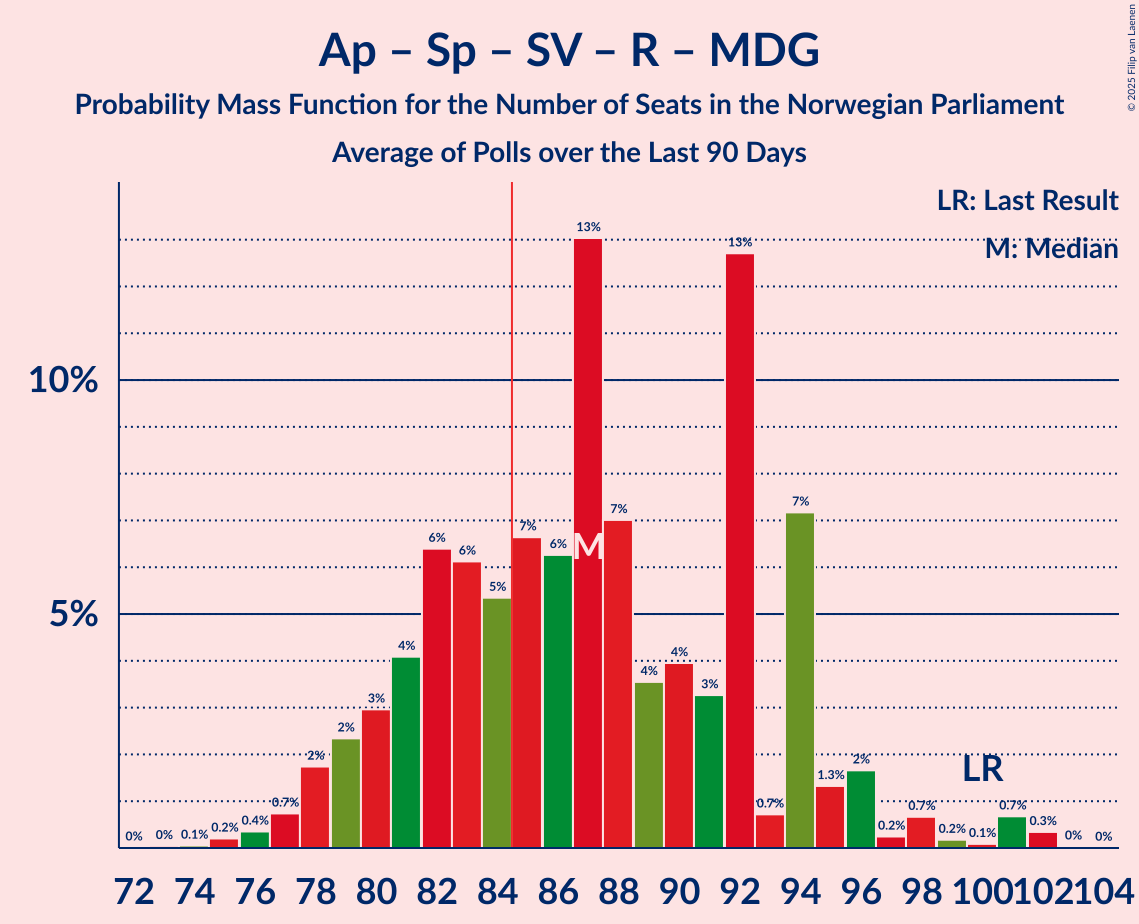 Ap – Sp – SV – R – MDG
Probability Mass Function for the Number of Seats in the Norwegian Parliament
Average of Polls over the Last 90 Days
© 2025 Filip van Laenen
LR: Last Result
M: Median
10%
5%
0% 0% 0.1% 0.2% 0.4% 0.7% 2% 2% 3% 4% 6% 6% 5% 7% 6% 13% 7% 4% 4% 3% 13% 0.7% 7% 1.3% 2% 0.2% 0.7% 0.2% 0.1% 0.7% 0.3% 0% 0%
M
LR
72 74 76 78 80 82 84 86 88 90 92 94 96 98 100 102 104